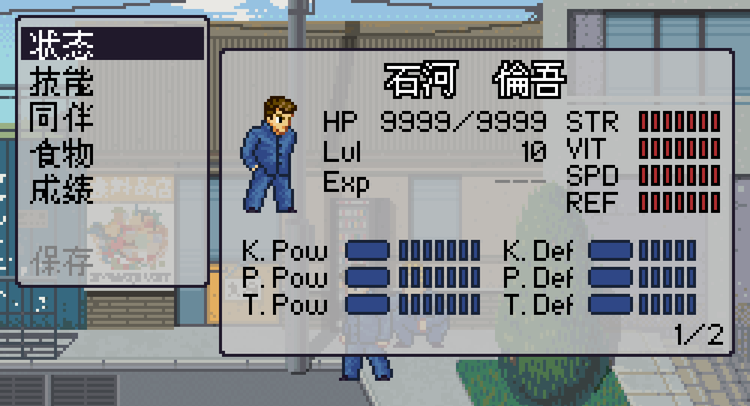 状态
技能
同伴
食物
成绩
保存
石河 倫吾
HP 9999/9999
Lvl 10
Exp ---
STR
VIT
SPD
REF
K. Pow
P. Pow
T. Pow
K. Def
P. Def
T. Def
1/2